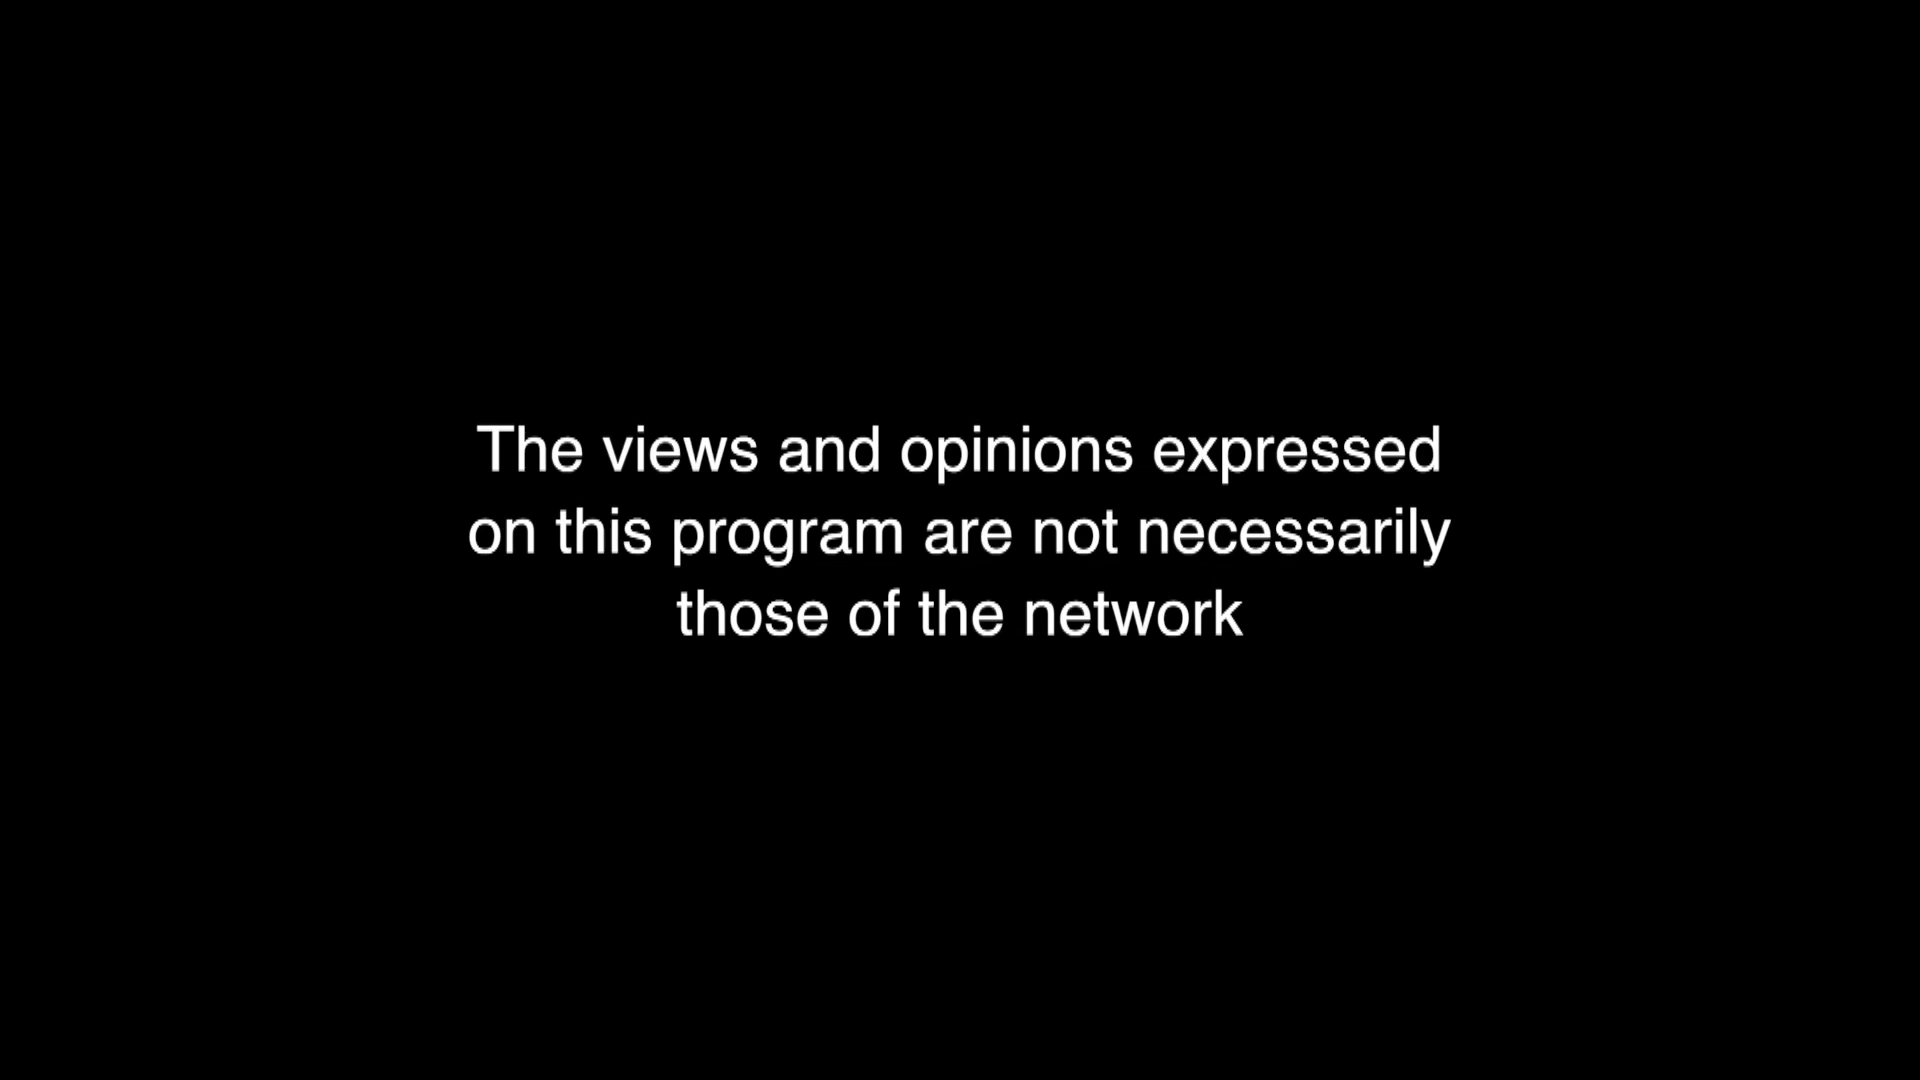 The views and opinions expressed
on this program are not necessarily
those of the network